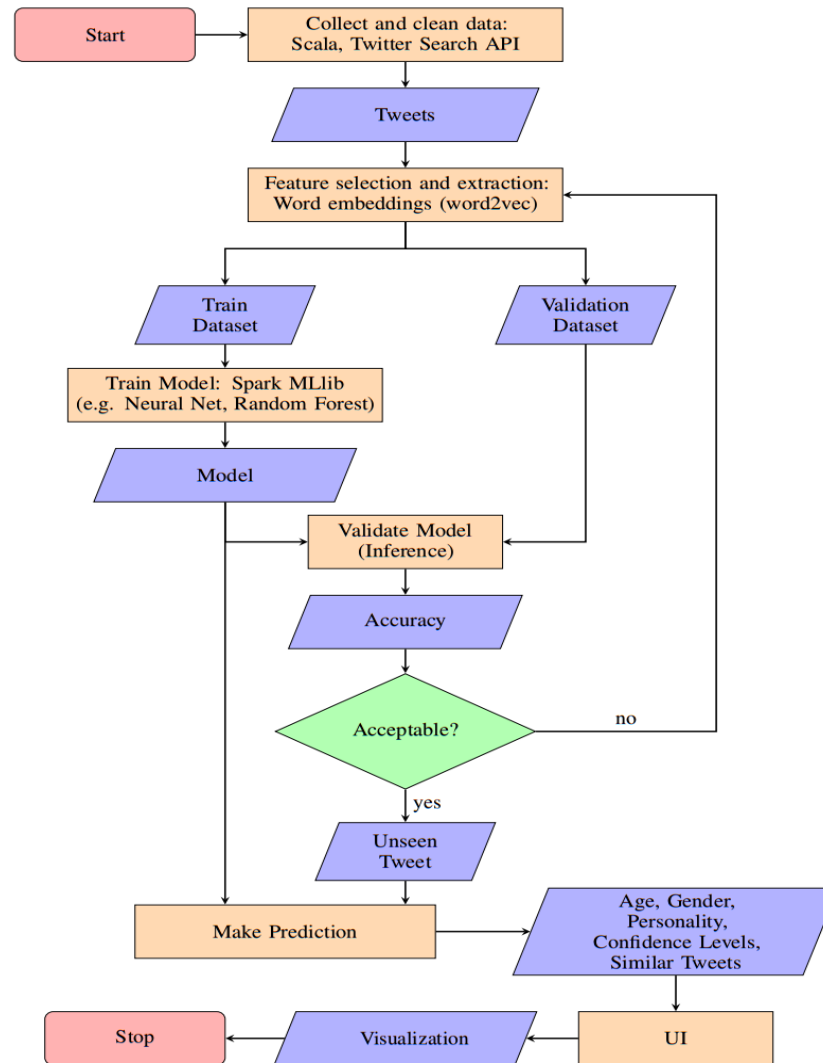 Start
Collect and clean data:
Scala, Twitter Search API
Tweets
Feature selection and extraction:
Word embeddings (word2vec)
Train
Dataset
Validation
Dataset
Train Model: Spark MLlib
(e.g. Neural Net, Random Forest)
Model
Validate Model
(Inference)
Accuracy
Acceptable?
no
yes
Unseen
Tweet
Make Prediction
Age, Gender,
Personality,
Confidence Levels,
Similar Tweets
Stop
Visualization
UI